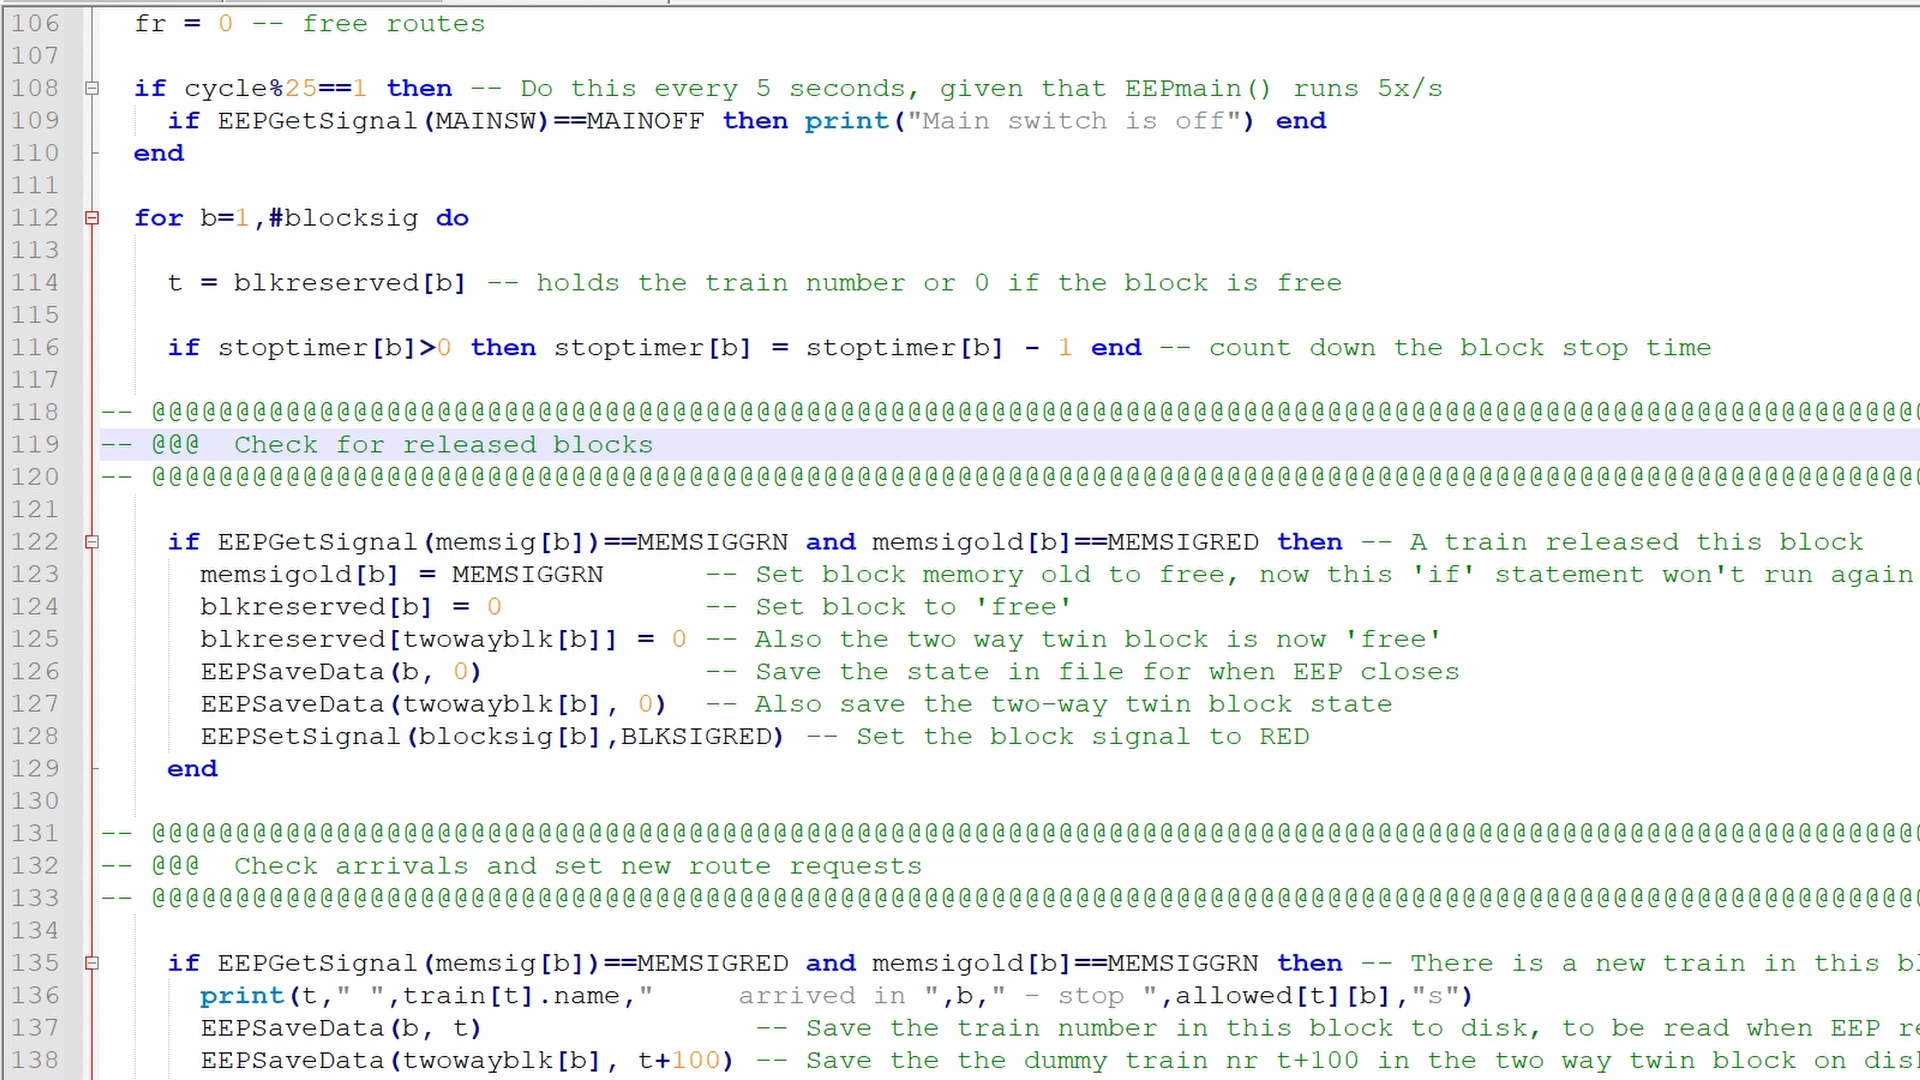 106 fr = 0 -- free routes
107
108 if cycle%25==1 then -- Do this every 5 seconds, given that EEPmain() runs 5x/s
109 if EEPGetSignal(MAINSW)==MAINOFF then print("Main switch is off") end
110 end
111
112 for b=1,#blocksig do
113
114 t = blkreserved[b] -- holds the train number or 0 if the block is free
115
116 if stoptimer[b]>0 then stoptimer[b] = stoptimer[b] - 1 end -- count down the block stop time
117
118 -- @@@@@@@@@@@@@@@@@@@@@@@@@@@@@@@@@@@@@@@@@@@@@@@@@@@@@@@@@@@@@@@@@@@@@@@@@@@@@@@@@@@@@@@@@@@@@@@@@@@@@@@@@
119 -- @@@ Check for released blocks
120 -- @@@@@@@@@@@@@@@@@@@@@@@@@@@@@@@@@@@@@@@@@@@@@@@@@@@@@@@@@@@@@@@@@@@@@@@@@@@@@@@@@@@@@@@@@@@@@@@@@@@@@@@@@
121
122 if EEPGetSignal(memsig[b])==MEMSIGGRN and memsigold[b]==MEMSIGRED then -- A train released this block
123 memsigold[b] = MEMSIGGRN -- Set block memory old to free, now this 'if' statement won't run again
124 blkreserved[b] = 0 -- Set block to 'free'
125 blkreserved[twowayblk[b]] = 0 -- Also the two way twin block is now 'free'
126 EEPSaveData(b, 0) -- Save the state in file for when EEP closes
127 EEPSaveData(twowayblk[b], 0) -- Also save the two-way twin block state
128 EEPSetSignal(blocksig[b],BLKSIGRED) -- Set the block signal to RED
129 end
130
131 -- @@@@@@@@@@@@@@@@@@@@@@@@@@@@@@@@@@@@@@@@@@@@@@@@@@@@@@@@@@@@@@@@@@@@@@@@@@@@@@@@@@@@@@@@@@@@@@@@@@@@@@@@@
132 -- @@@ Check arrivals and set new route requests
133 -- @@@@@@@@@@@@@@@@@@@@@@@@@@@@@@@@@@@@@@@@@@@@@@@@@@@@@@@@@@@@@@@@@@@@@@@@@@@@@@@@@@@@@@@@@@@@@@@@@@@@@@@@@
134
135 if EEPGetSignal(memsig[b])==MEMSIGRED and memsigold[b]==MEMSIGGRN then -- There is a new train in this bl
136 print(t," ",train[t].name," arrived in ",b," - stop ",allowed[t][b],"s")
137 EEPSaveData(b, t) -- Save the train number in this block to disk, to be read when EEP re
138 EEPSaveData(twowayblk[b], t+100) -- Save the the dummy train nr t+100 in the two way twin block on disk